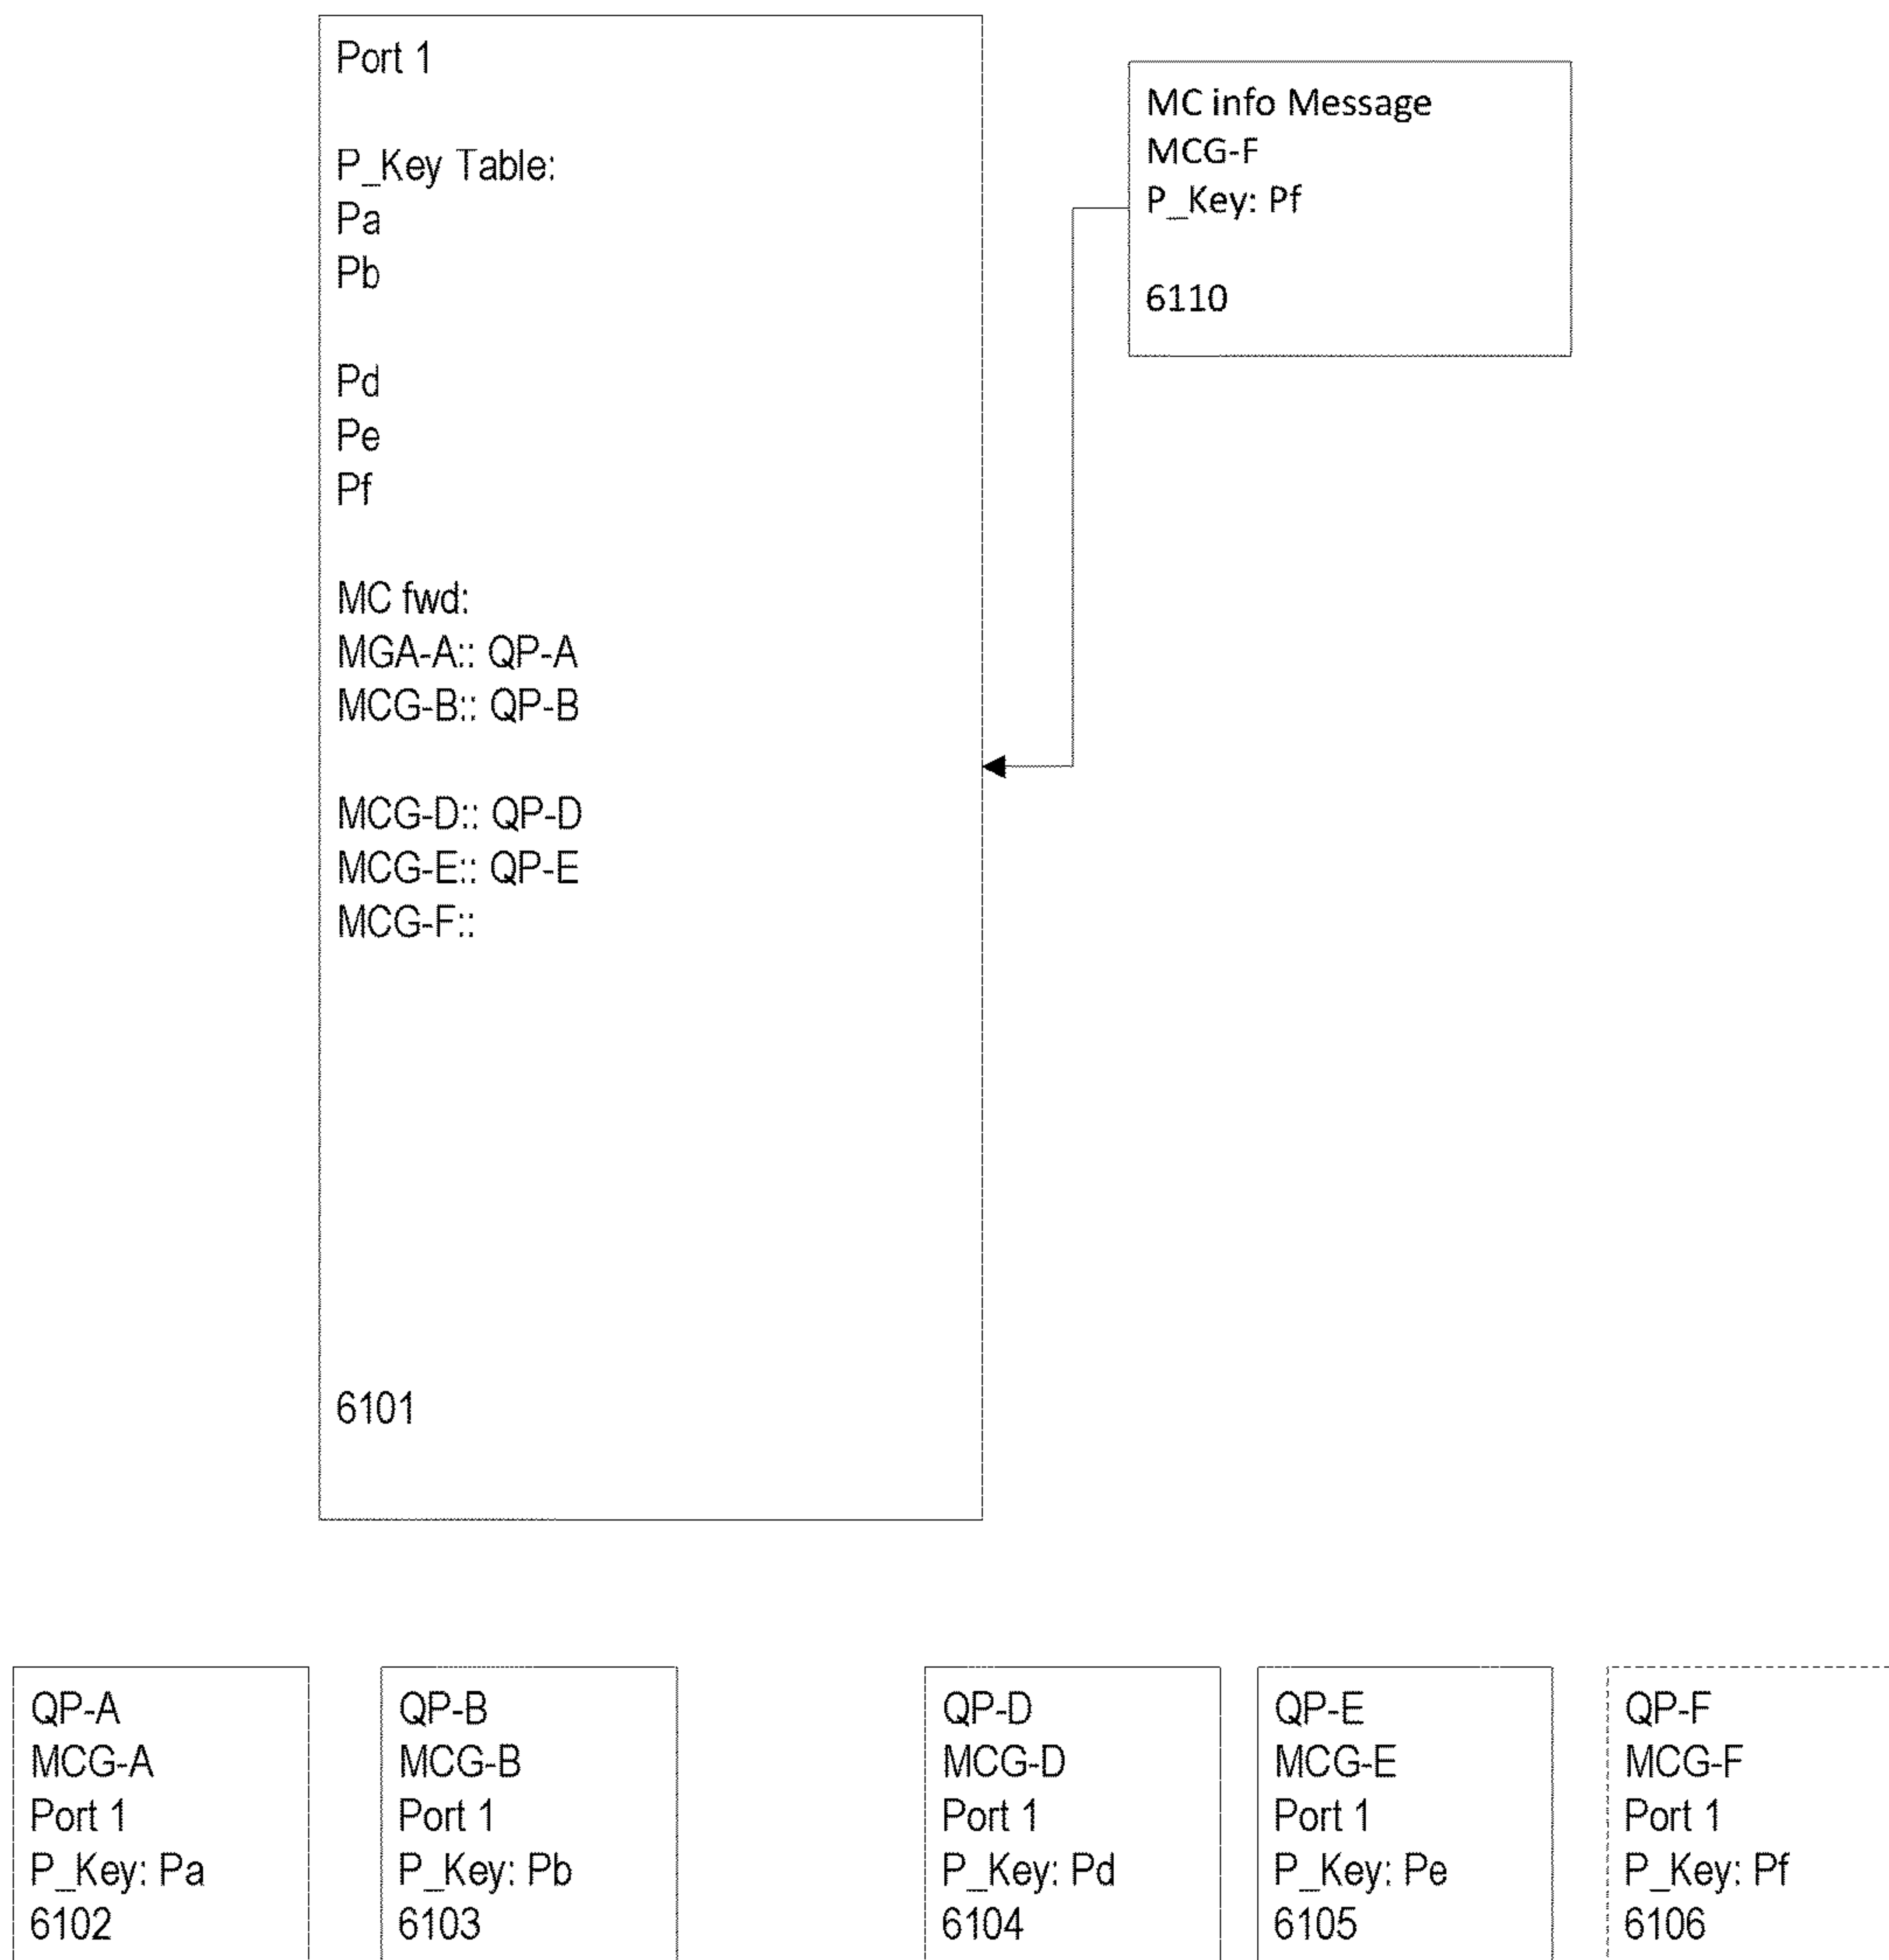 Port 1
P_Key Table:
Pa
Pb
Pd
Pe
Pf
MC fwd:
MGA-A:: QP-A
MCG-B:: QP-B
MCG-D:: QP-D
MCG-E:: QP-E
MCG-F::
6101
MC info Message
MCG-F
P_Key: Pf
6110
QP-A
MCG-A
Port 1
P_Key: Pa
6102
QP-B
MCG-B
Port 1
P_Key: Pb
6103
QP-D
MCG-D
Port 1
P_Key: Pd
6104
QP-E
MCG-E
Port 1
P_Key: Pe
6105
QP-F
MCG-F
Port 1
P_Key: Pf
6106